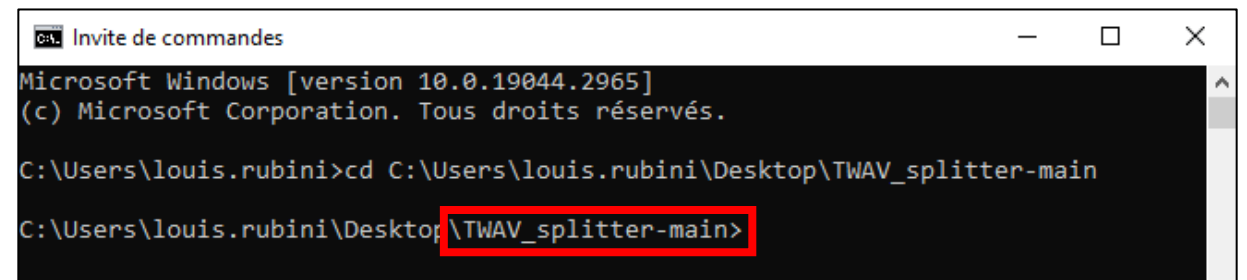 Invite de commandes
Microsoft Windows [version 10.0.19044.2965]
(c) Microsoft Corporation. Tous droits réservés.
C:\Users\louis.rubini>cd C:\Users\louis.rubini\Desktop\TWAV_splitter-main
C:\Users\louis.rubini\Desktop\TWAV_splitter-main>